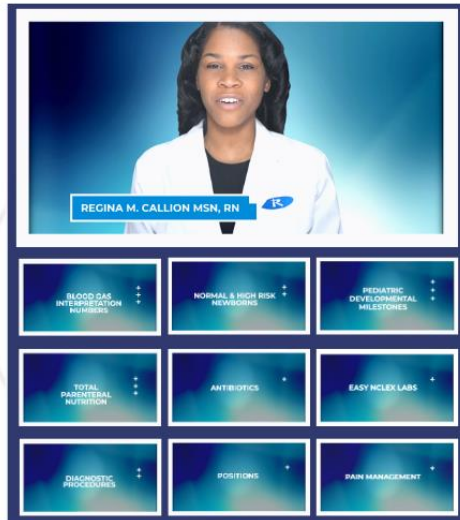 REGINA M. CALLION MSN, RN
R
BLOOD GAS
INTERPRETATION
NUMBERS
NORMAL & HIGH RISK
NEWBORNS
PEDIATRIC
DEVELOPMENTAL
MILESTONES
TOTAL
PARENTERAL
NUTRITION
ANTIBIOTICS
EASY NCLEX LABS
DIAGNOSTIC
PROCEDURES
POSITIONS
PAIN MANAGEMENT